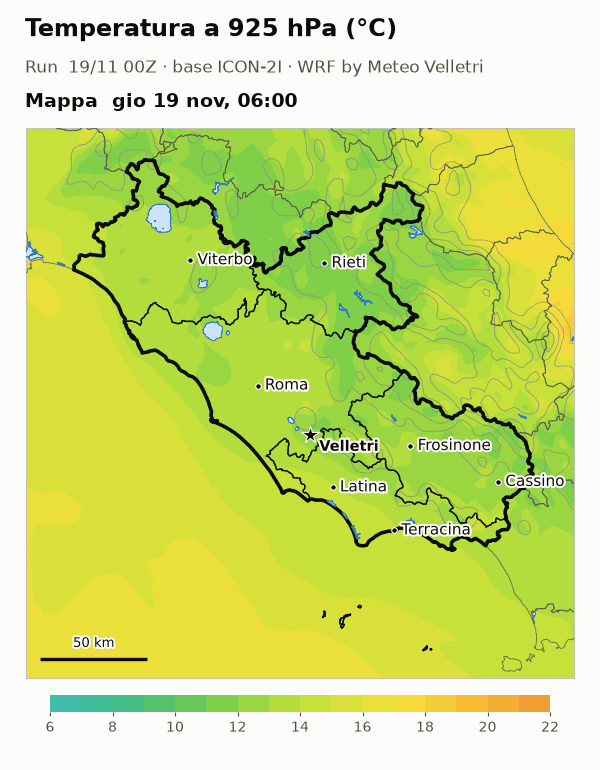 Temperatura a 925 hPa (°C)
Run  19/11 00Z · base ICON-2I · WRF by Meteo Velletri
Mappa  gio 19 nov, 06:00
Viterbo
Rieti
Roma
Velletri
Frosinone
Cassino
Latina
Terracina
50 km
6 8 10 12 14 16 18 20 22